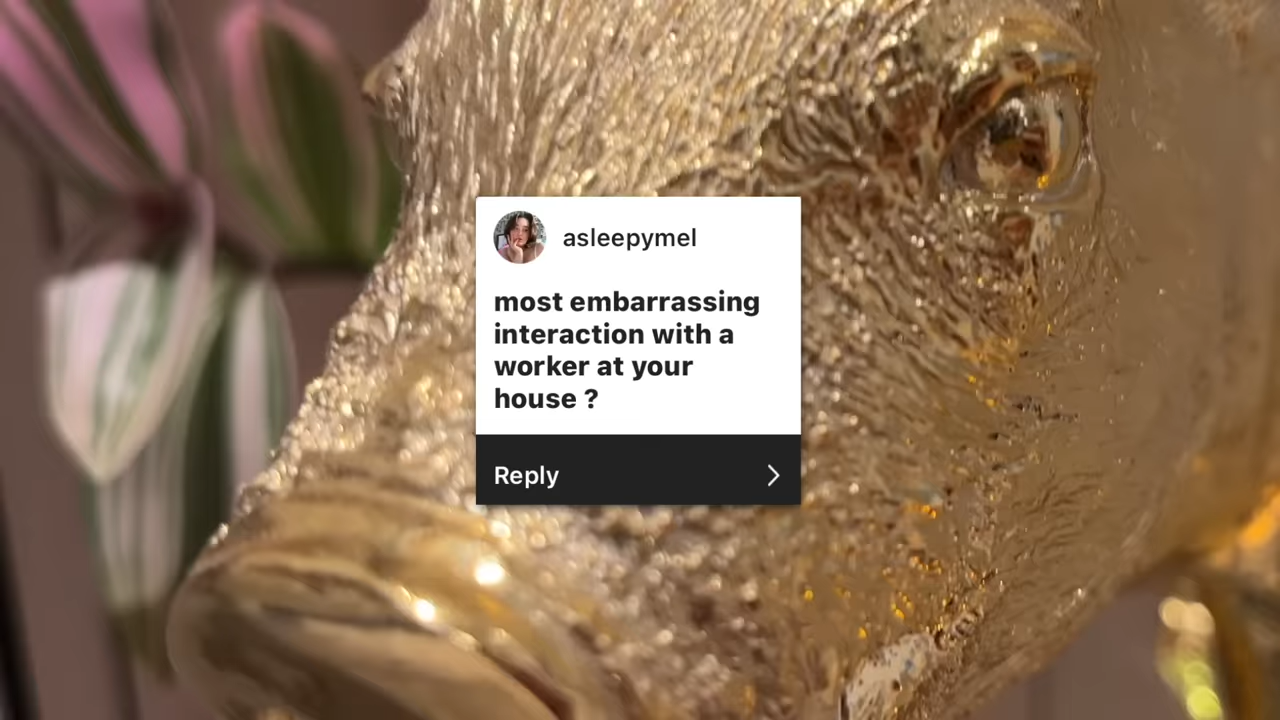 asleepymel
most embarrassing
interaction with a
worker at your
house ?
Reply